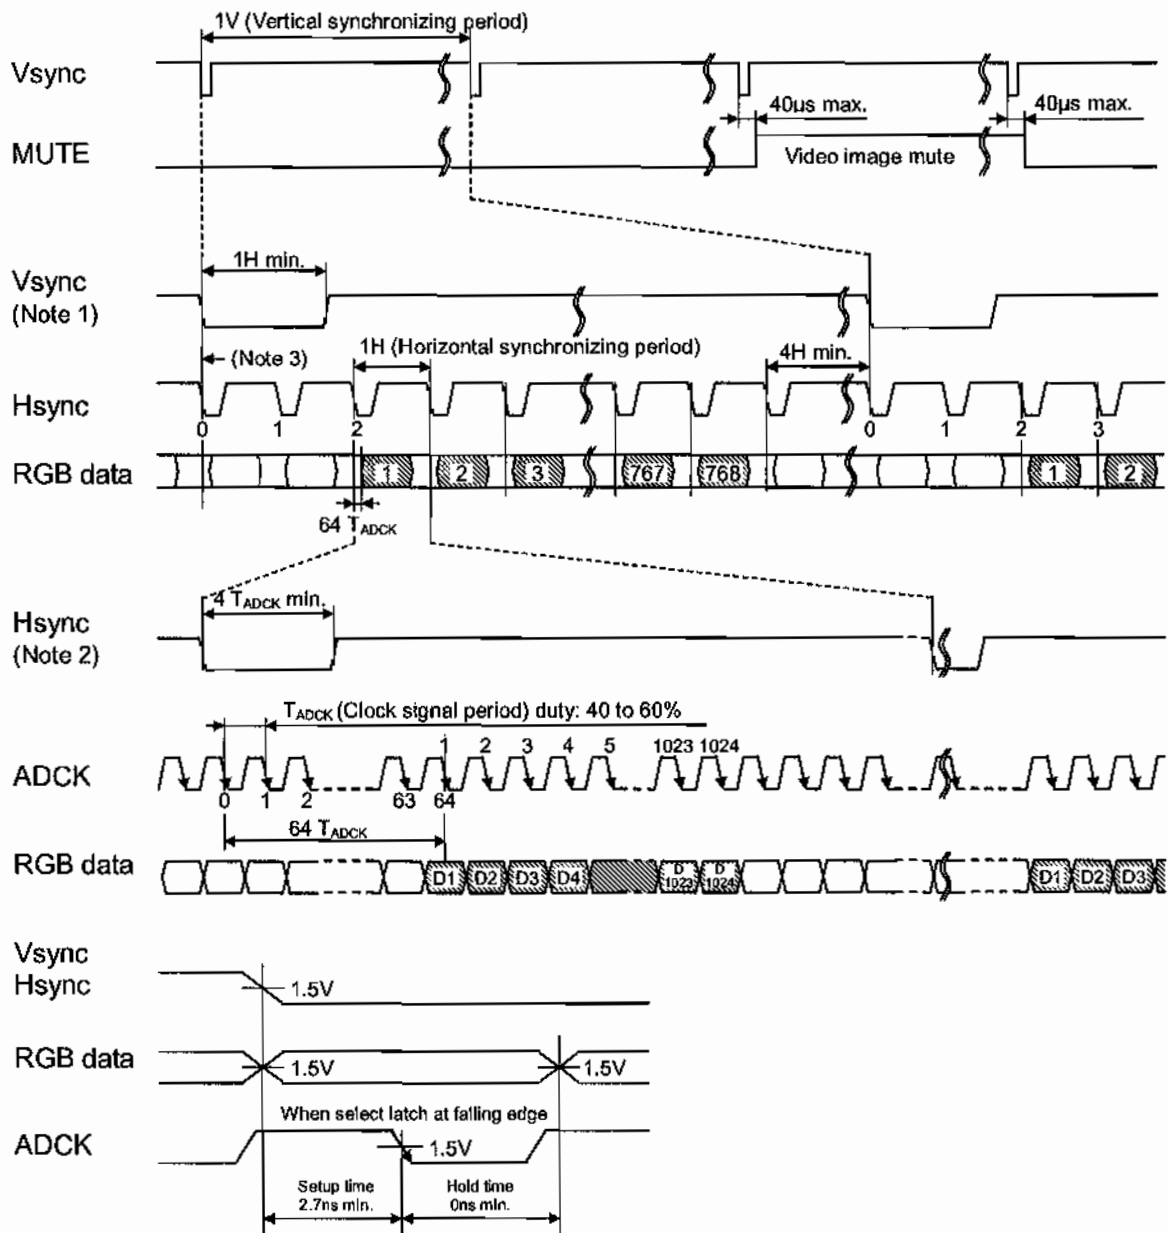 1V (Vertical synchronizing period)
Vsync
40µs max.
40µs max.
MUTE
Video image mute
1H min.
Vsync
(Note 1)
(Note 3)
1H (Horizontal synchronizing period)
4H min.
Hsync
0 1 2 0 1 2 3
RGB data
1 2 3 767 768 1 2
64 TADCK
4 TADCK min.
Hsync
(Note 2)
TADCK (Clock signal period) duty: 40 to 60%
1 2 3 4 5 1023 1024
ADCK
0 1 2 63 64
64 TADCK
RGB data
D1 D2 D3 D4 D 1023 D 1024 D1 D2 D3
Vsync
Hsync
1.5V
RGB data
1.5V
1.5V
When select latch at falling edge
ADCK
1.5V
Setup time
2.7ns min.
Hold time
0ns min.